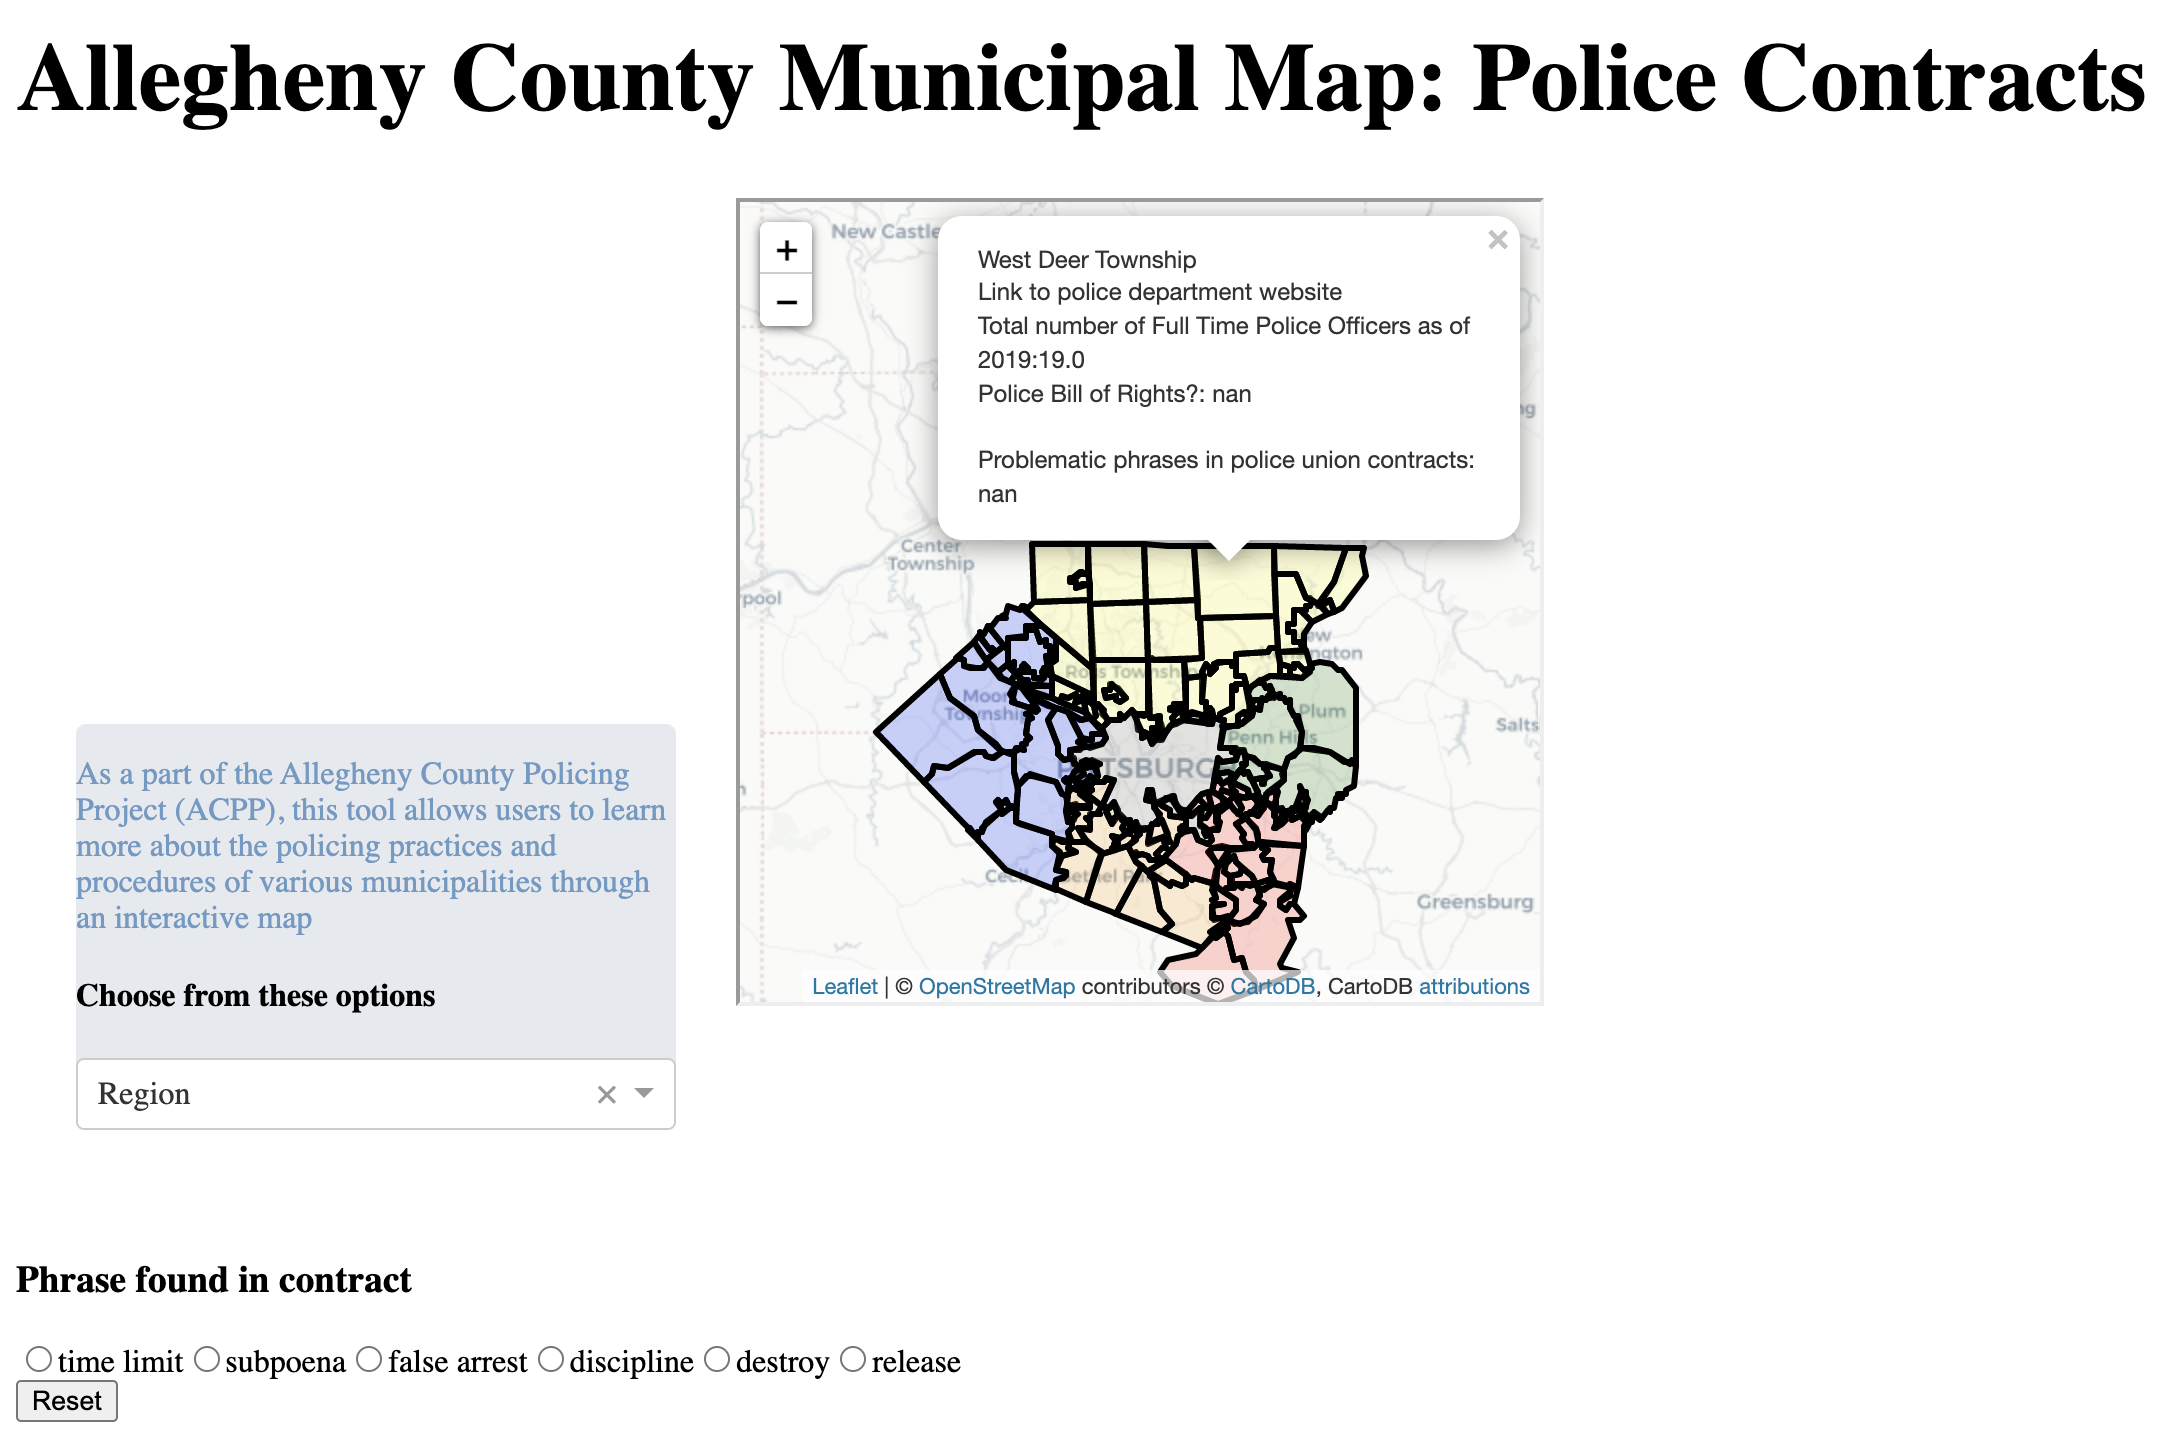 Allegheny County Municipal Map: Police Contracts
+
−
New Castle
West Deer Township
Link to police department website
Total number of Full Time Police Officers as of
2019:19.0
Police Bill of Rights?: nan
Problematic phrases in police union contracts:
nan
×
Center
Township
pool
Ross Township
Moon
Township
Plum
Penn Hills
Salts
Greensburg
Leaflet | © OpenStreetMap contributors © CartoDB, CartoDB attributions
As a part of the Allegheny County Policing
Project (ACPP), this tool allows users to learn
more about the policing practices and
procedures of various municipalities through
an interactive map
Choose from these options
Region
×
Phrase found in contract
time limit subpoena false arrest discipline destroy release
Reset